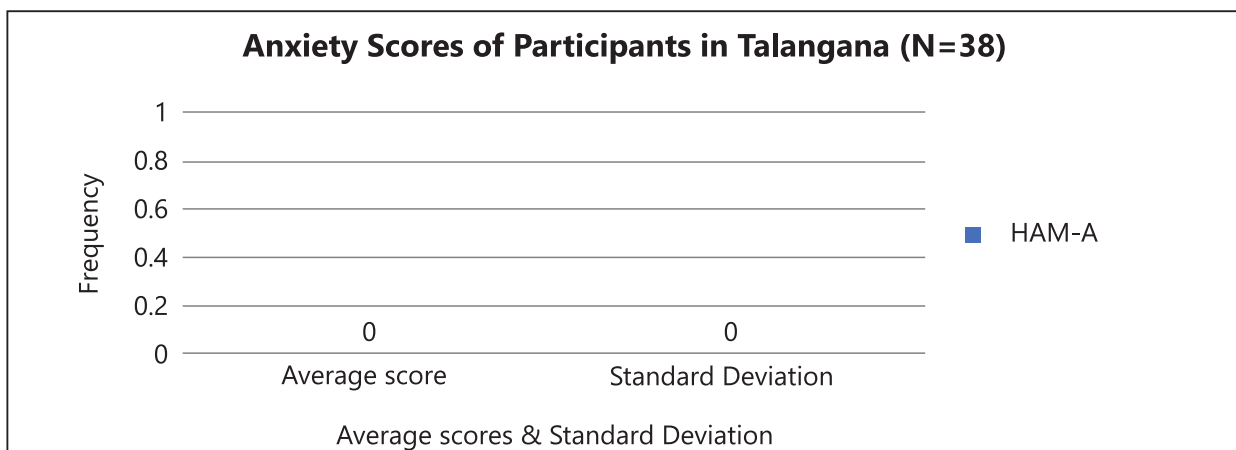 Anxiety Scores of Participants in Talangana (N=38)
1
0.8
0.6
0.4
0.2
0
Frequency
0
0
Average score
Standard Deviation
Average scores & Standard Deviation
HAM-A